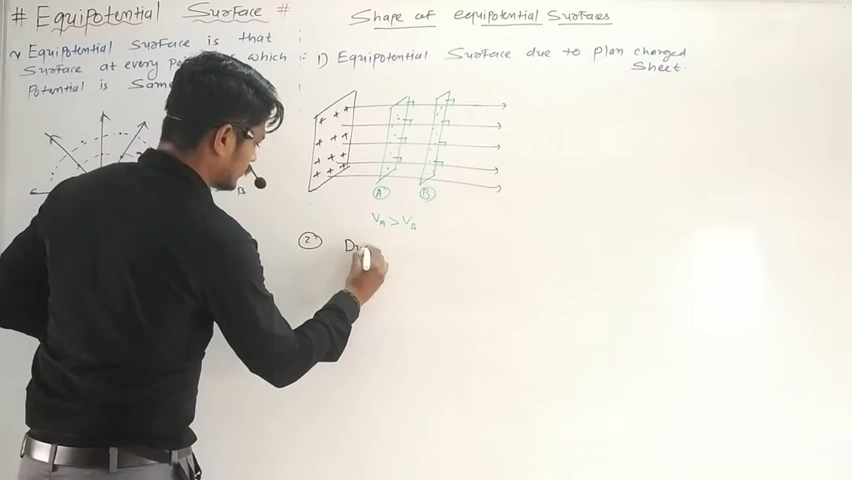 # Equipotential Surface #
~ Equipotential Surface is that
Surface at every po which
Potential is Same
B
Shape of equipotential Surfaces
1) Equipotential Surface due to plan charged
Sheet.
+ + +
+ + +
+ + +
+ + +
A B
VA > VB
2)